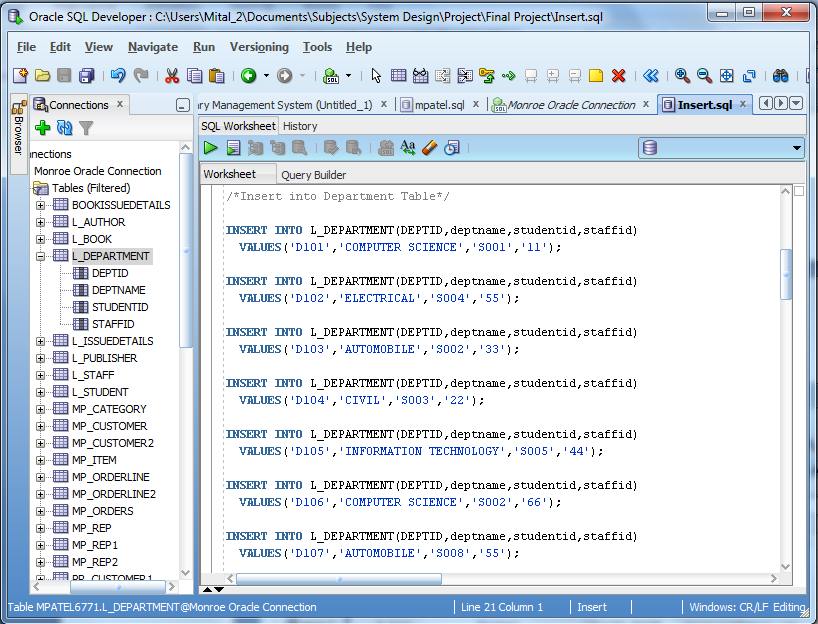 Oracle SQL Developer : C:\Users\Mital_2\Documents\Subjects\System Design\Project\Final Project\Insert.sql
File Edit View Navigate Run Versioning Tools Help
Browser
Connections x
ry Management System (Untitled_1) x mpatel.sql x Monroe Oracle Connection x Insert.sql x
SQL Worksheet History
Worksheet Query Builder
nnections
Monroe Oracle Connection
Tables (Filtered)
BOOKISSUEDETAILS
L_AUTHOR
L_BOOK
L_DEPARTMENT
DEPTID
DEPTNAME
STUDENTID
STAFFID
L_ISSUEDETAILS
L_PUBLISHER
L_STAFF
L_STUDENT
MP_CATEGORY
MP_CUSTOMER
MP_CUSTOMER2
MP_ITEM
MP_ORDERLINE
MP_ORDERLINE2
MP_ORDERS
MP_REP
MP_REP1
MP_REP2
PP_CUSTOMER1
/*Insert into Department Table*/
INSERT INTO L_DEPARTMENT(DEPTID,deptname,studentid,staffid)
VALUES('D101','COMPUTER SCIENCE','S001','11');
INSERT INTO L_DEPARTMENT(DEPTID,deptname,studentid,staffid)
VALUES('D102','ELECTRICAL','S004','55');
INSERT INTO L_DEPARTMENT(DEPTID,deptname,studentid,staffid)
VALUES('D103','AUTOMOBILE','S002','33');
INSERT INTO L_DEPARTMENT(DEPTID,deptname,studentid,staffid)
VALUES('D104','CIVIL','S003','22');
INSERT INTO L_DEPARTMENT(DEPTID,deptname,studentid,staffid)
VALUES('D105','INFORMATION TECHNOLOGY','S005','44');
INSERT INTO L_DEPARTMENT(DEPTID,deptname,studentid,staffid)
VALUES('D106','COMPUTER SCIENCE','S002','66');
INSERT INTO L_DEPARTMENT(DEPTID,deptname,studentid,staffid)
VALUES('D107','AUTOMOBILE','S008','55');
Table MPATEL6771.L_DEPARTMENT@Monroe Oracle Connection Line 21 Column 1 Insert Windows: CR/LF Editing